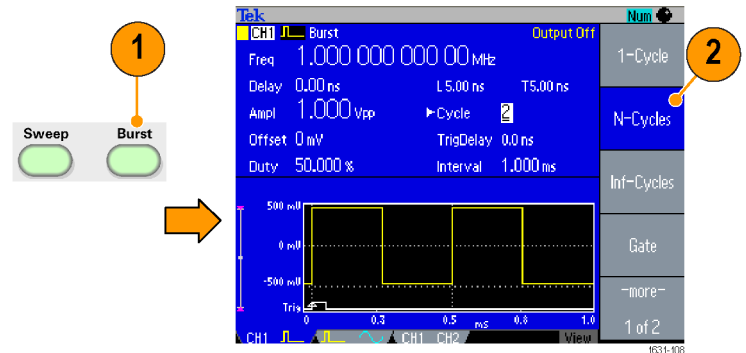 1
Sweep Burst
Tek Num
CH1 Burst Output Off
Freq 1.000 000 000 00 MHz
Delay 0.00 ns L 5.00 ns T 5.00 ns
Ampl 1.000 Vpp ►Cycle 2
Offset 0 mV TrigDelay 0.0 ns
Duty 50.000 % Interval 1.000 ms
500 mV
0 mV
-500 mV
Trig
0 0.3 0.5 ms 0.8 1.0
CH1 CH1 CH2 View
2
1-Cycle
N-Cycles
Inf-Cycles
Gate
-more-
1 of 2
1631-108